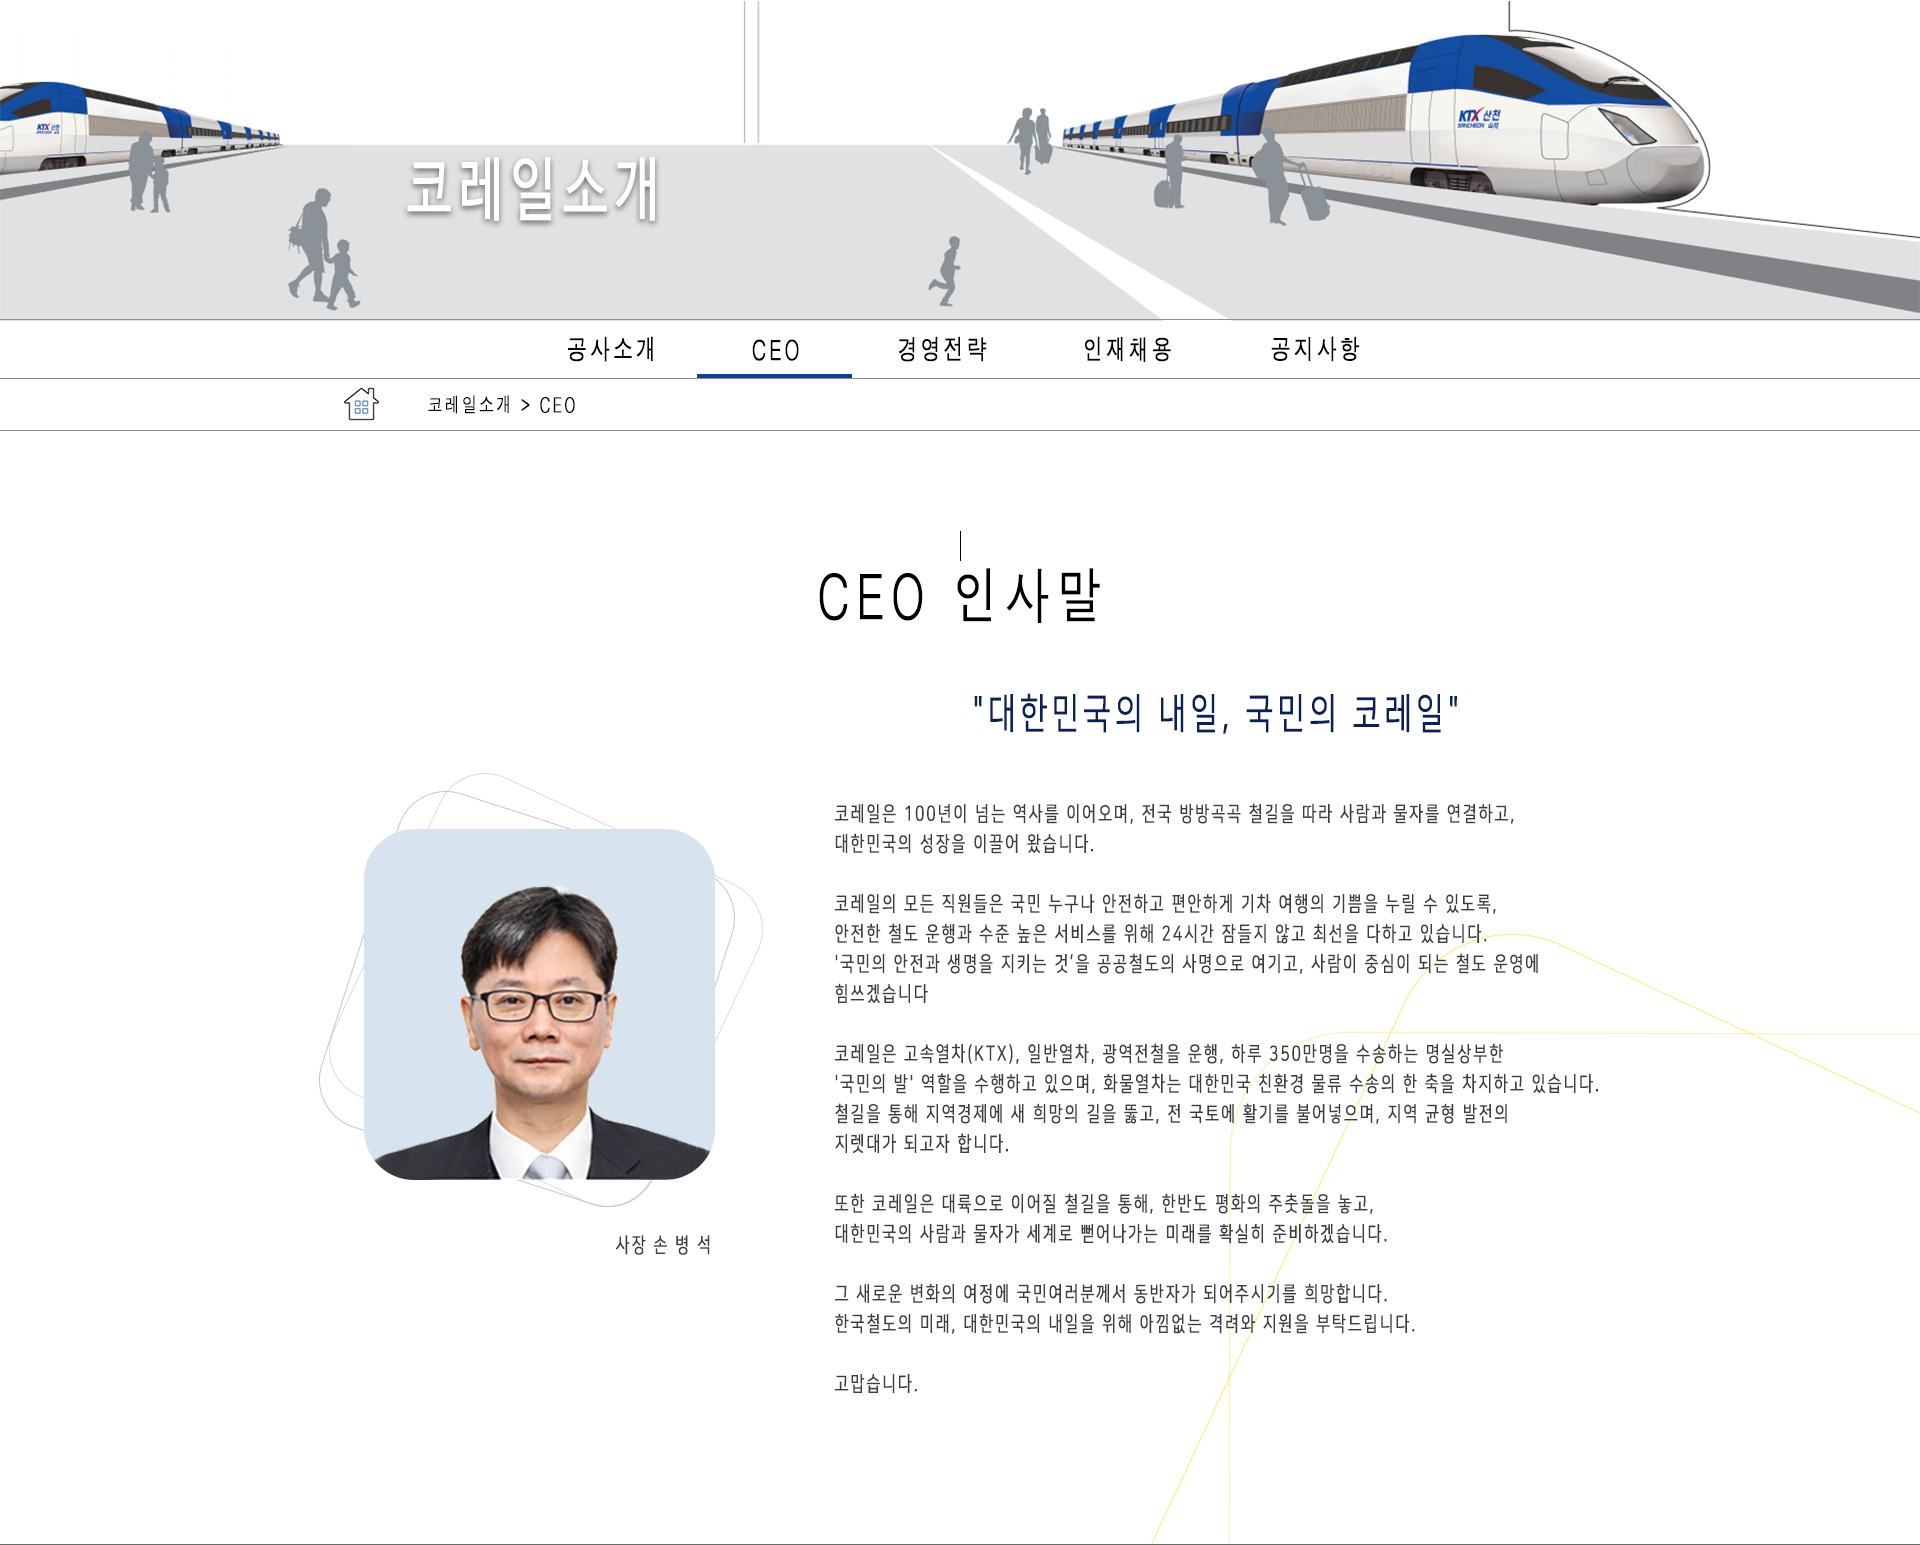 KTX 산천
SANCHEON 山川
KTX 산천
SANCHEON 山川
코레일소개
공사소개 CEO 경영전략 인재채용 공지사항
코레일소개 > CEO
CEO 인사말
"대한민국의 내일, 국민의 코레일"
코레일은 100년이 넘는 역사를 이어오며, 전국 방방곡곡 철길을 따라 사람과 물자를 연결하고,
대한민국의 성장을 이끌어 왔습니다.
코레일의 모든 직원들은 국민 누구나 안전하고 편안하게 기차 여행의 기쁨을 누릴 수 있도록,
안전한 철도 운행과 수준 높은 서비스를 위해 24시간 잠들지 않고 최선을 다하고 있습니다.
'국민의 안전과 생명을 지키는 것'을 공공철도의 사명으로 여기고, 사람이 중심이 되는 철도 운영에
힘쓰겠습니다
코레일은 고속열차(KTX), 일반열차, 광역전철을 운행, 하루 350만명을 수송하는 명실상부한
'국민의 발' 역할을 수행하고 있으며, 화물열차는 대한민국 친환경 물류 수송의 한 축을 차지하고 있습니다.
철길을 통해 지역경제에 새 희망의 길을 뚫고, 전 국토에 활기를 불어넣으며, 지역 균형 발전의
지렛대가 되고자 합니다.
또한 코레일은 대륙으로 이어질 철길을 통해, 한반도 평화의 주춧돌을 놓고,
대한민국의 사람과 물자가 세계로 뻗어나가는 미래를 확실히 준비하겠습니다.
그 새로운 변화의 여정에 국민여러분께서 동반자가 되어주시기를 희망합니다.
한국철도의 미래, 대한민국의 내일을 위해 아낌없는 격려와 지원을 부탁드립니다.
고맙습니다.
사장 손 병 석